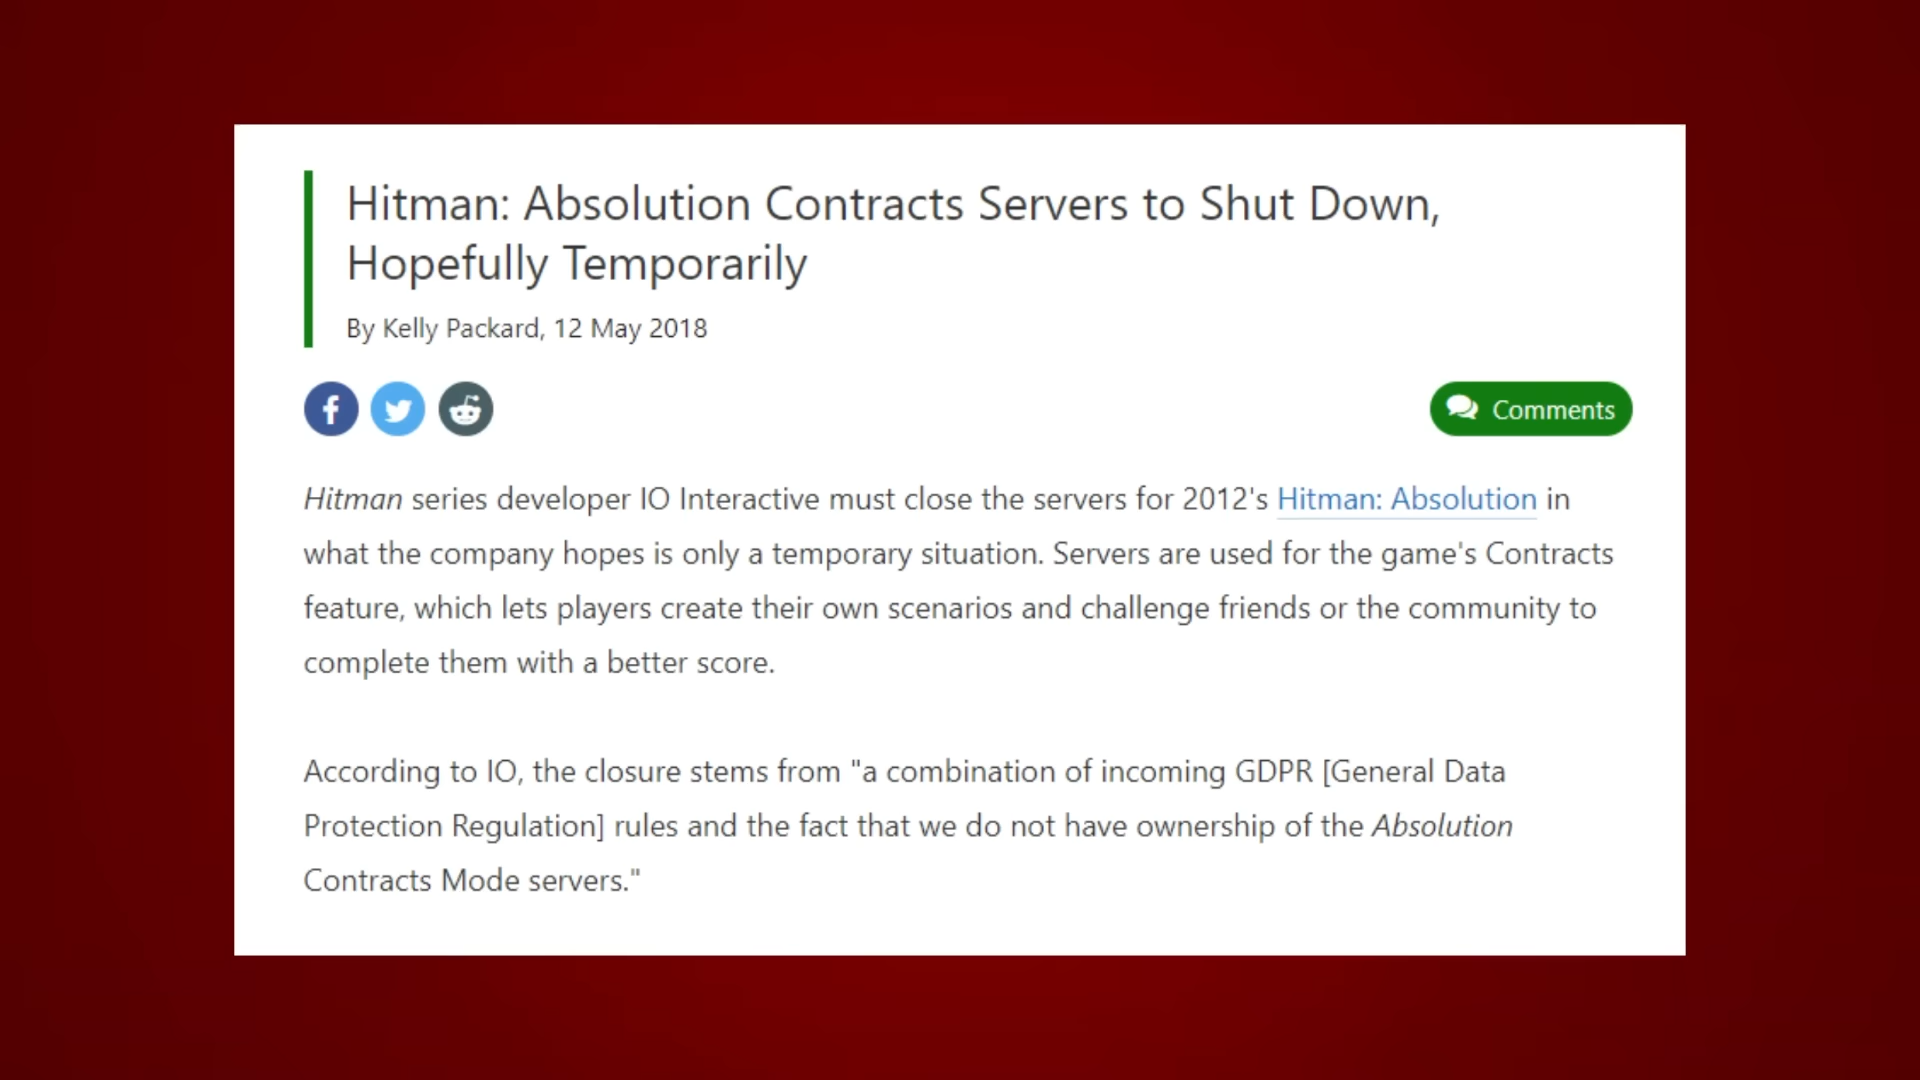 Hitman: Absolution Contracts Servers to Shut Down,
Hopefully Temporarily
By Kelly Packard, 12 May 2018
Comments
Hitman series developer IO Interactive must close the servers for 2012's Hitman: Absolution in
what the company hopes is only a temporary situation. Servers are used for the game's Contracts
feature, which lets players create their own scenarios and challenge friends or the community to
complete them with a better score.
According to IO, the closure stems from "a combination of incoming GDPR [General Data
Protection Regulation] rules and the fact that we do not have ownership of the Absolution
Contracts Mode servers."